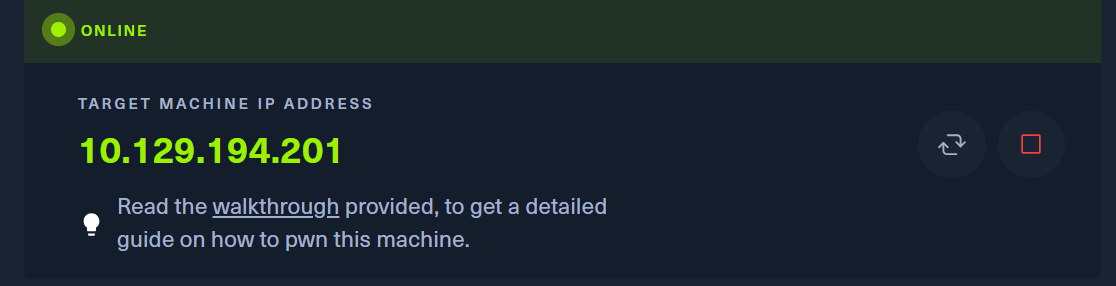 ONLINE
TARGET MACHINE IP ADDRESS
10.129.194.201
Read the walkthrough provided, to get a detailed
guide on how to pwn this machine.